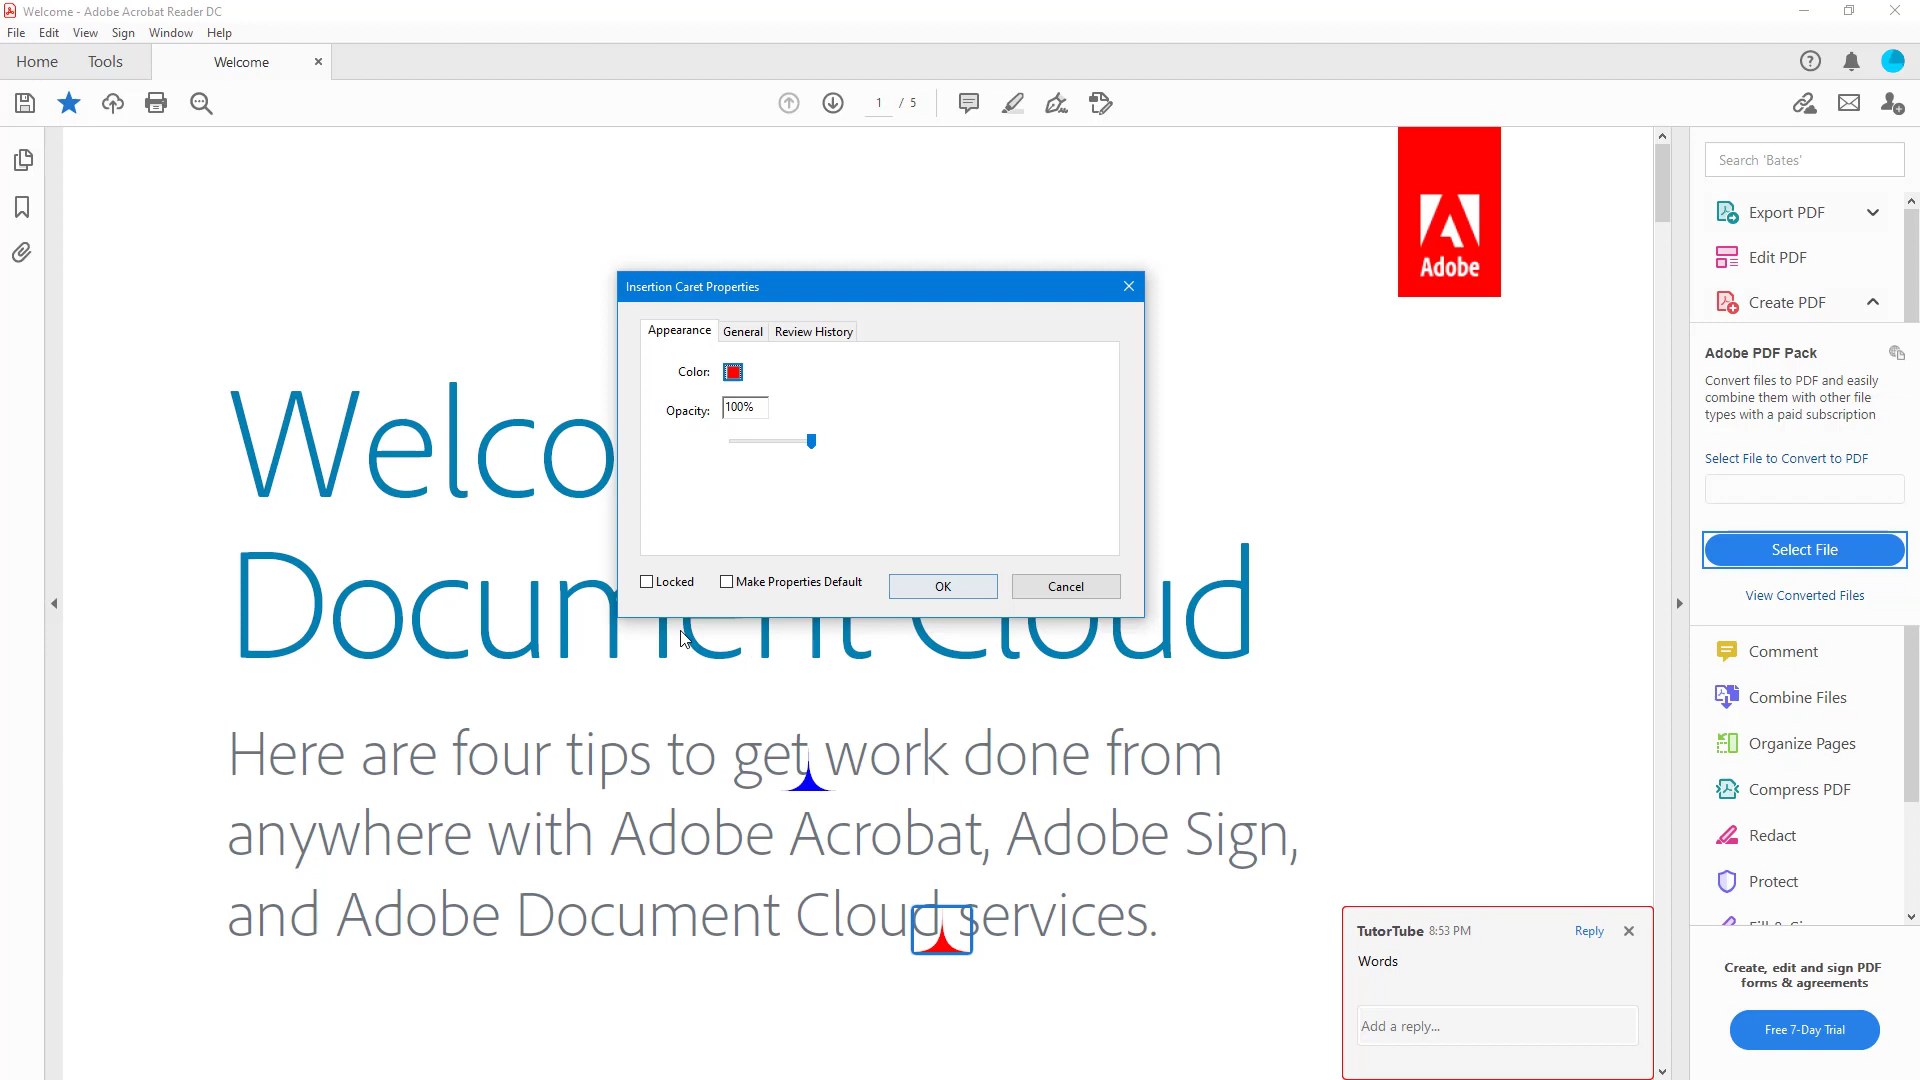 Welcome - Adobe Acrobat Reader DC
File Edit View Sign Window Help
Home Tools Welcome
1 / 5
Search 'Bates'
Export PDF
Edit PDF
Create PDF
Adobe PDF Pack
Convert files to PDF and easily
combine them with other file
types with a paid subscription
Select File to Convert to PDF
Select File
View Converted Files
Comment
Combine Files
Organize Pages
Compress PDF
Redact
Protect
Create, edit and sign PDF
forms & agreements
Free 7-Day Trial
Adobe
Insertion Caret Properties
Appearance General Review History
Color:
Opacity: 100%
Locked Make Properties Default OK Cancel
Welco
Document Cloud
Here are four tips to get work done from
anywhere with Adobe Acrobat, Adobe Sign,
and Adobe Document Cloud services.
TutorTube 8:53 PM Reply
Words
Add a reply...